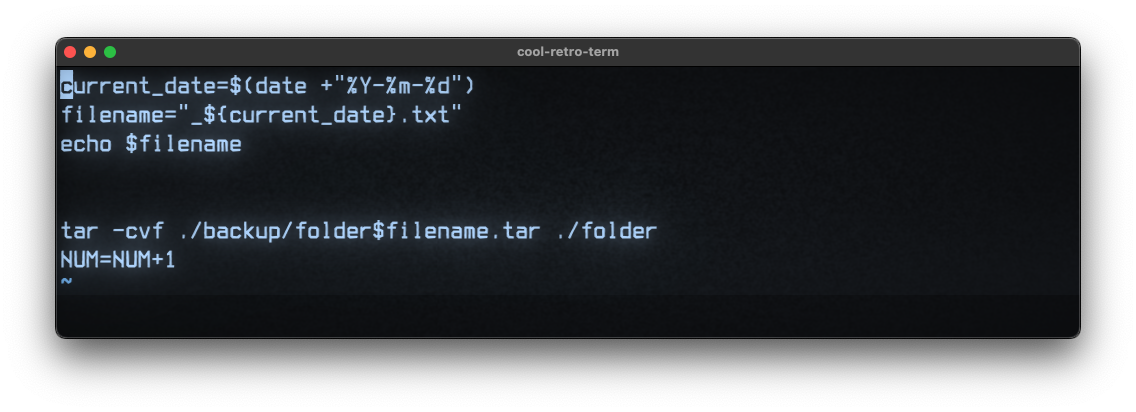 cool-retro-term
current_date=$(date +"%Y-%m-%d")
filename="_${current_date}.txt"
echo $filename
tar -cvf ./backup/folder$filename.tar ./folder
NUM=NUM+1
~